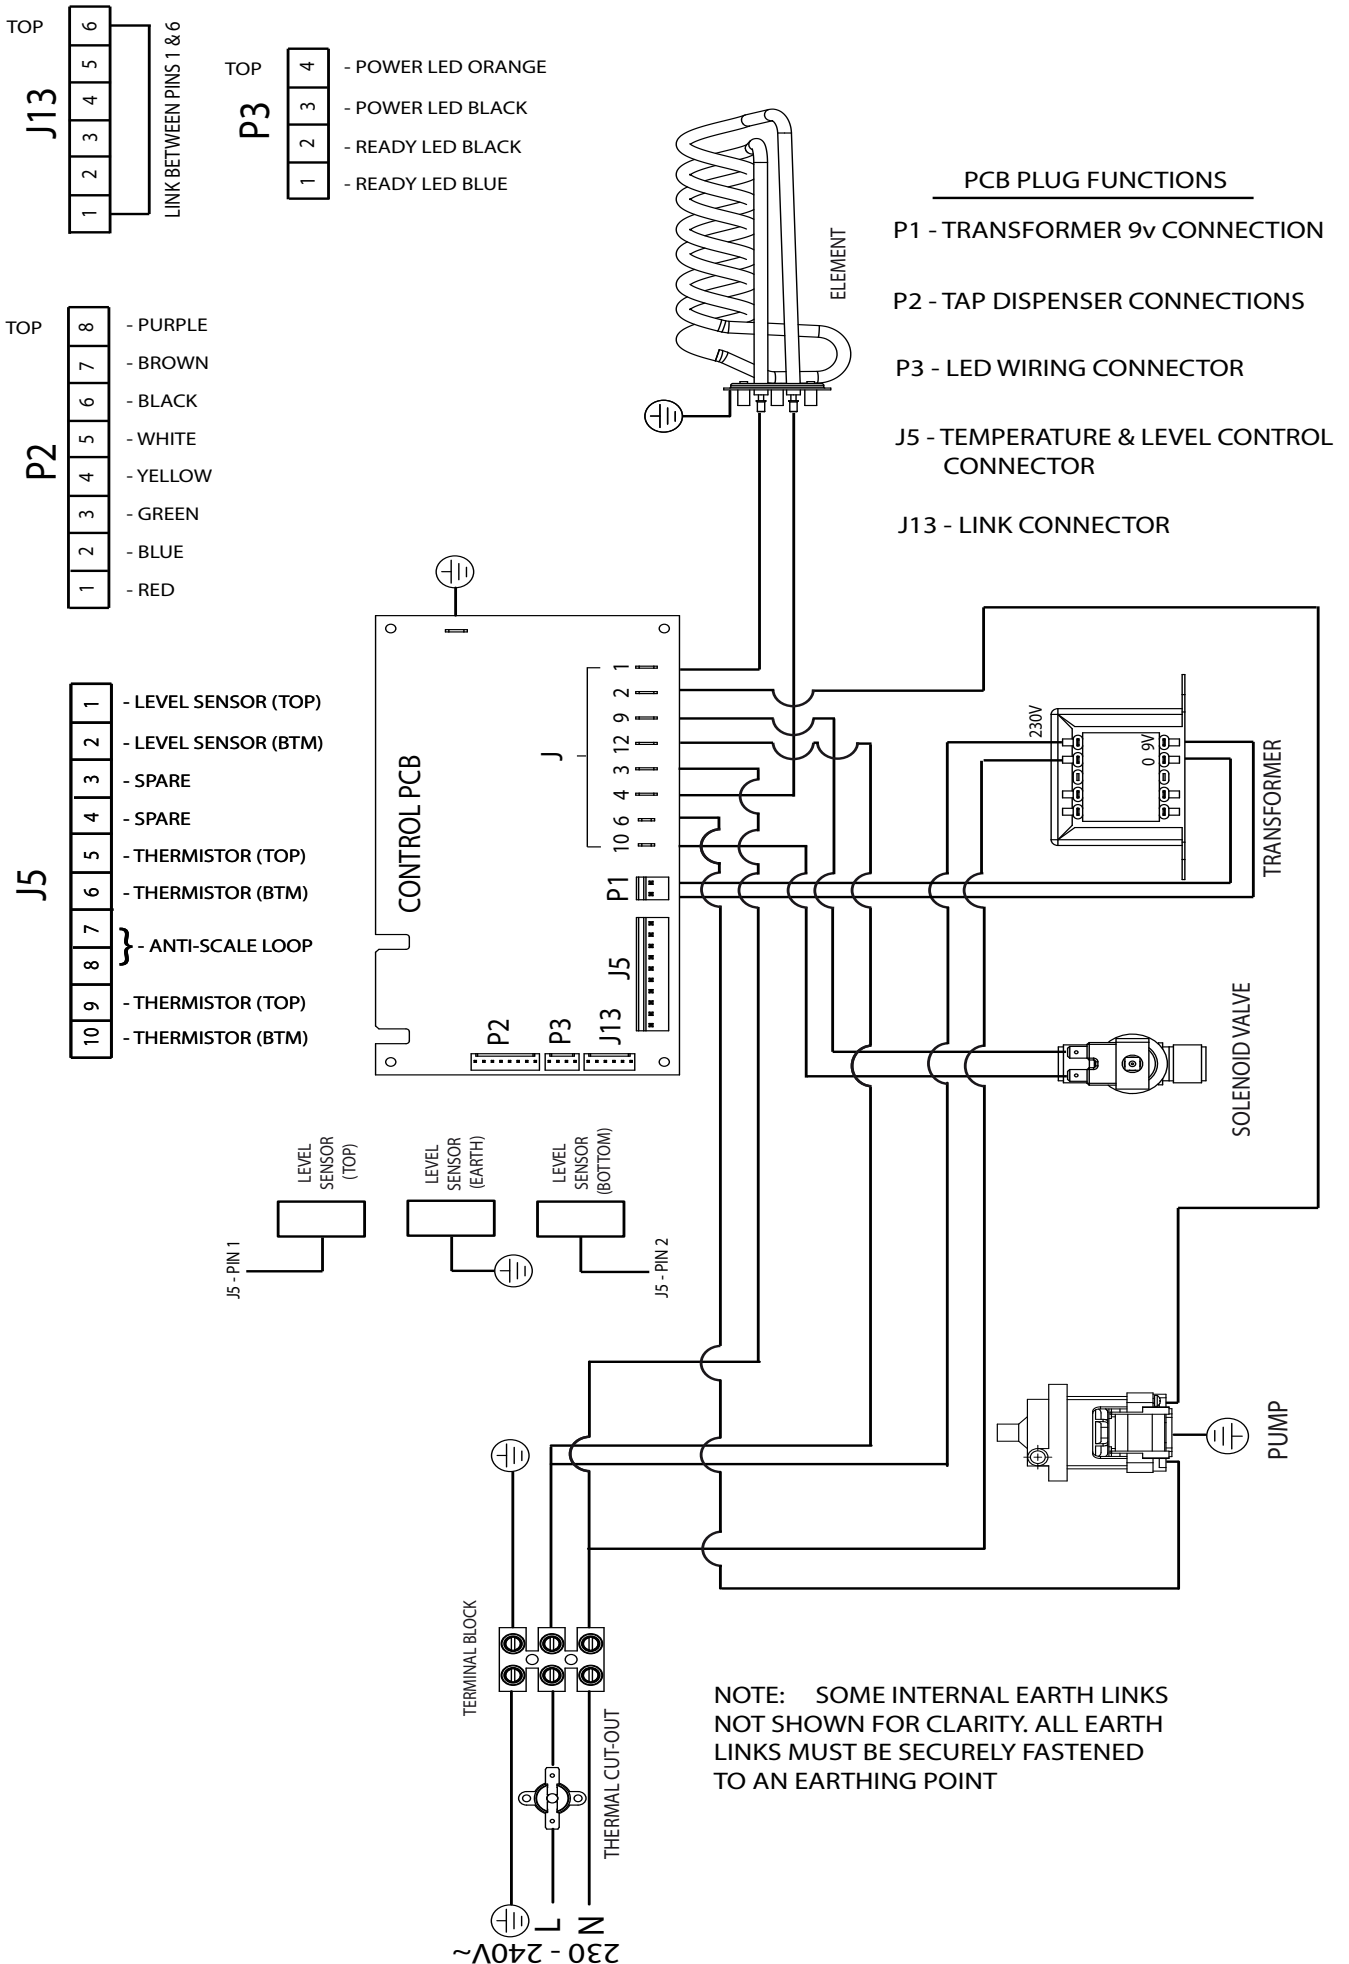 TOP
J13
6
5
4
3
2
1
LINK BETWEEN PINS 1 & 6
TOP
P3
4 - POWER LED ORANGE
3 - POWER LED BLACK
2 - READY LED BLACK
1 - READY LED BLUE
ELEMENT
PCB PLUG FUNCTIONS
P1 - TRANSFORMER 9v CONNECTION
P2 - TAP DISPENSER CONNECTIONS
P3 - LED WIRING CONNECTOR
J5 - TEMPERATURE & LEVEL CONTROL
CONNECTOR
J13 - LINK CONNECTOR
TOP
P2
8 - PURPLE
7 - BROWN
6 - BLACK
5 - WHITE
4 - YELLOW
3 - GREEN
2 - BLUE
1 - RED
J5
1 - LEVEL SENSOR (TOP)
2 - LEVEL SENSOR (BTM)
3 - SPARE
4 - SPARE
5 - THERMISTOR (TOP)
6 - THERMISTOR (BTM)
7
8
} - ANTI-SCALE LOOP
9 - THERMISTOR (TOP)
10 - THERMISTOR (BTM)
CONTROL PCB
J
1
2
9
12
3
4
6
10
P1
J5
P2
P3
J13
230V
0 9V
TRANSFORMER
SOLENOID VALVE
LEVEL
SENSOR
(TOP)
LEVEL
SENSOR
(EARTH)
LEVEL
SENSOR
(BOTTOM)
J5 - PIN 1
J5 - PIN 2
PUMP
TERMINAL BLOCK
THERMAL CUT-OUT
L
N
230 - 240V~
NOTE: SOME INTERNAL EARTH LINKS
NOT SHOWN FOR CLARITY. ALL EARTH
LINKS MUST BE SECURELY FASTENED
TO AN EARTHING POINT